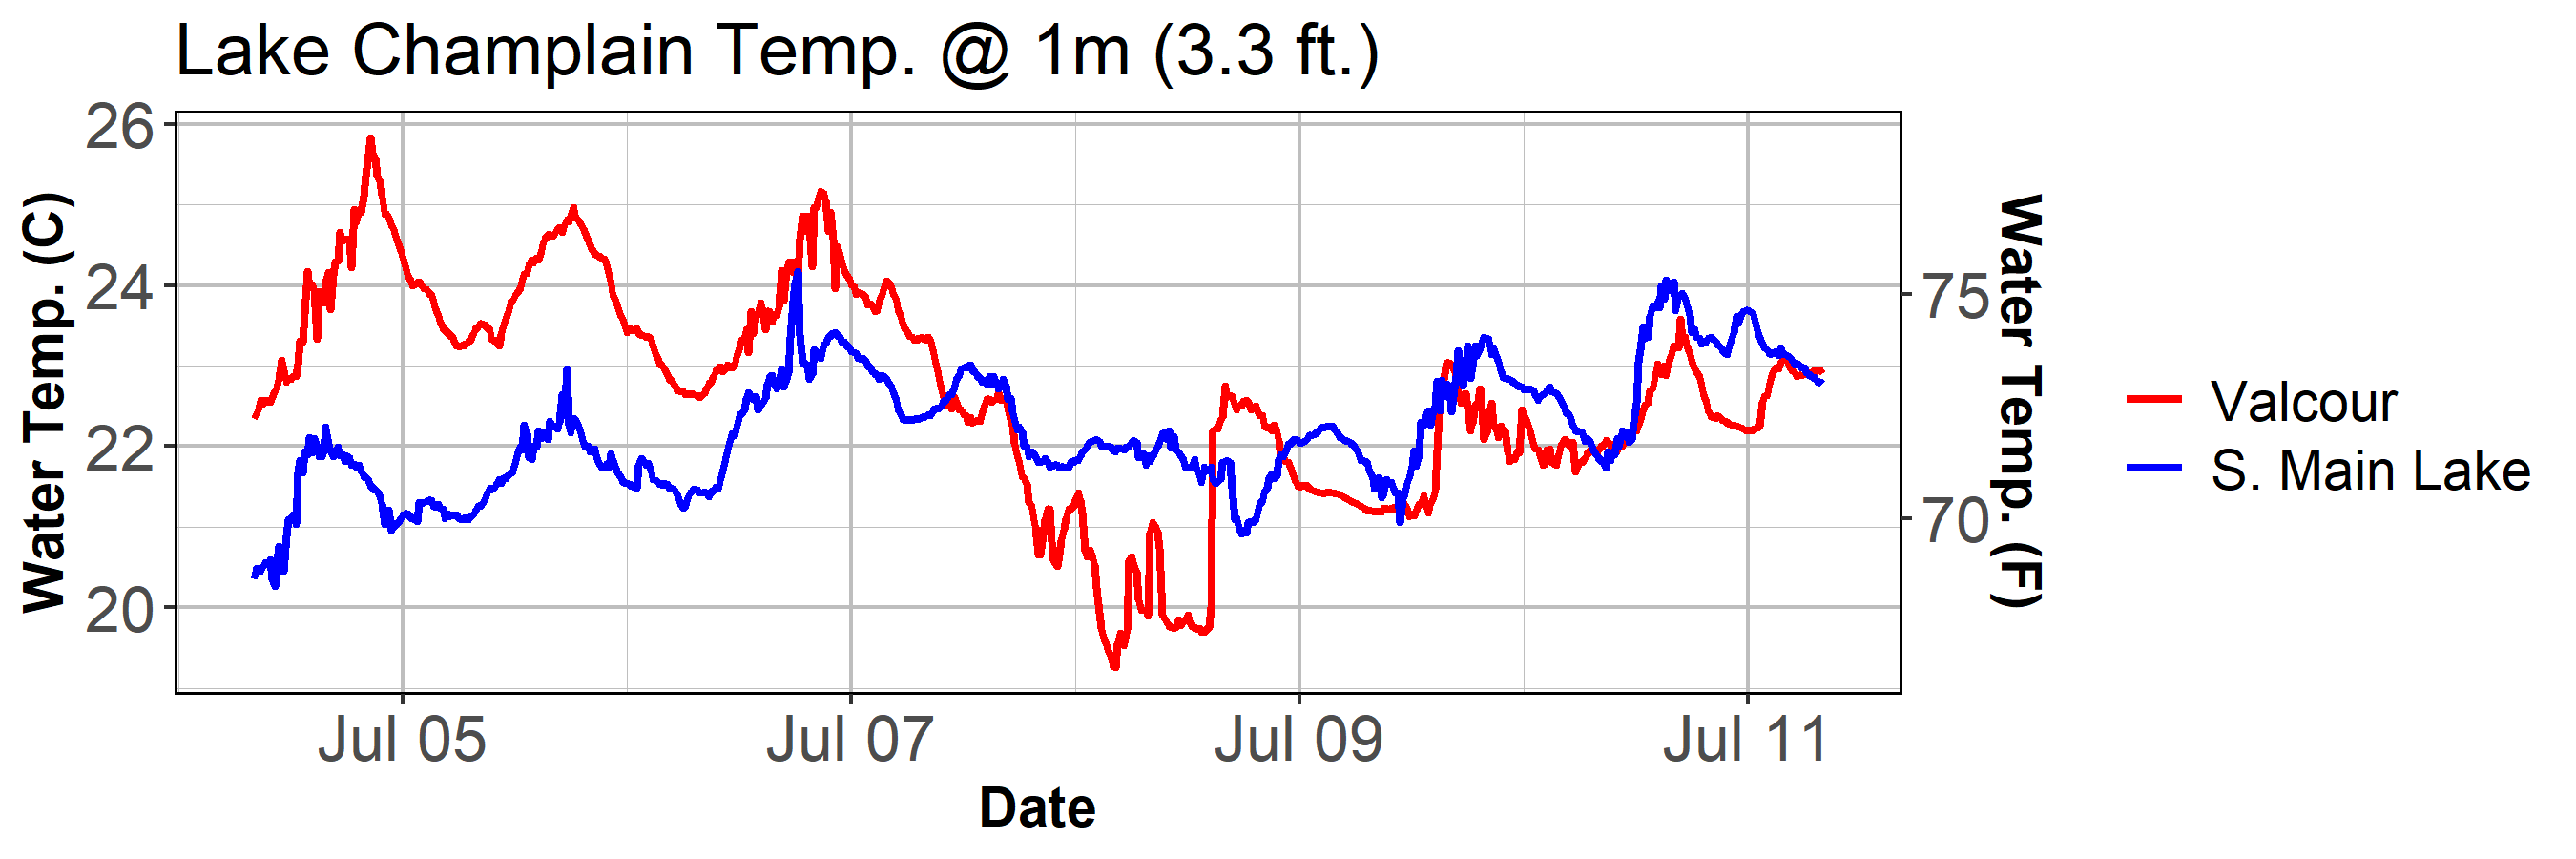 Lake Champlain Temp. @ 1m (3.3 ft.)
Water Temp. (C)
26
24
22
20
75
70
Water Temp. (F)
Jul 05
Jul 07
Jul 09
Jul 11
Date
Valcour
S. Main Lake